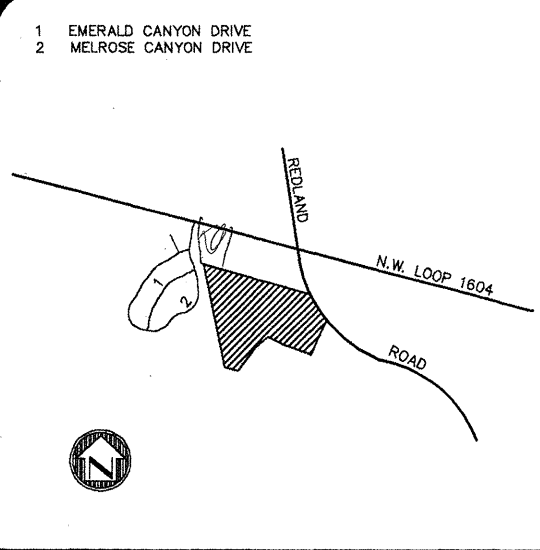 1 EMERALD CANYON DRIVE
2 MELROSE CANYON DRIVE
REDLAND
N.W. LOOP 1604
1
2
ROAD
N